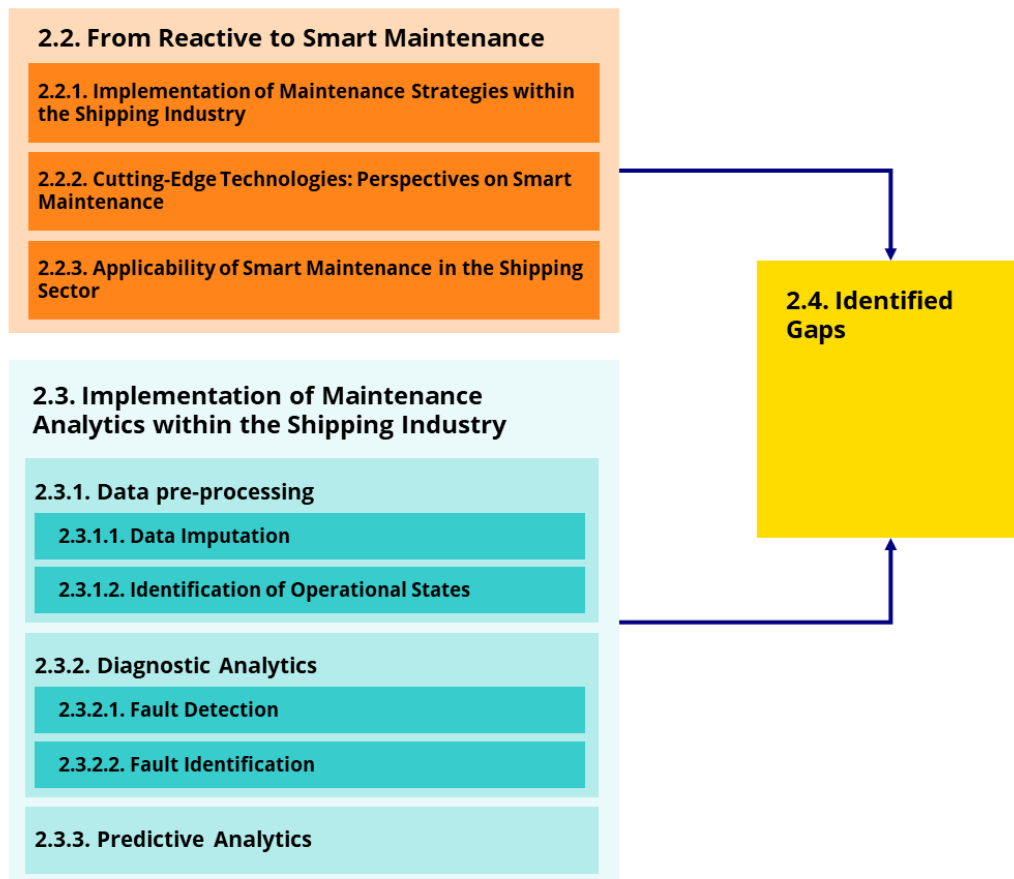 2.2. From Reactive to Smart Maintenance
2.2.1. Implementation of Maintenance Strategies within
the Shipping Industry
2.2.2. Cutting-Edge Technologies: Perspectives on Smart
Maintenance
2.2.3. Applicability of Smart Maintenance in the Shipping
Sector
2.3. Implementation of Maintenance
Analytics within the Shipping Industry
2.3.1. Data pre-processing
2.3.1.1. Data Imputation
2.3.1.2. Identification of Operational States
2.3.2. Diagnostic Analytics
2.3.2.1. Fault Detection
2.3.2.2. Fault Identification
2.3.3. Predictive Analytics
2.4. Identified
Gaps